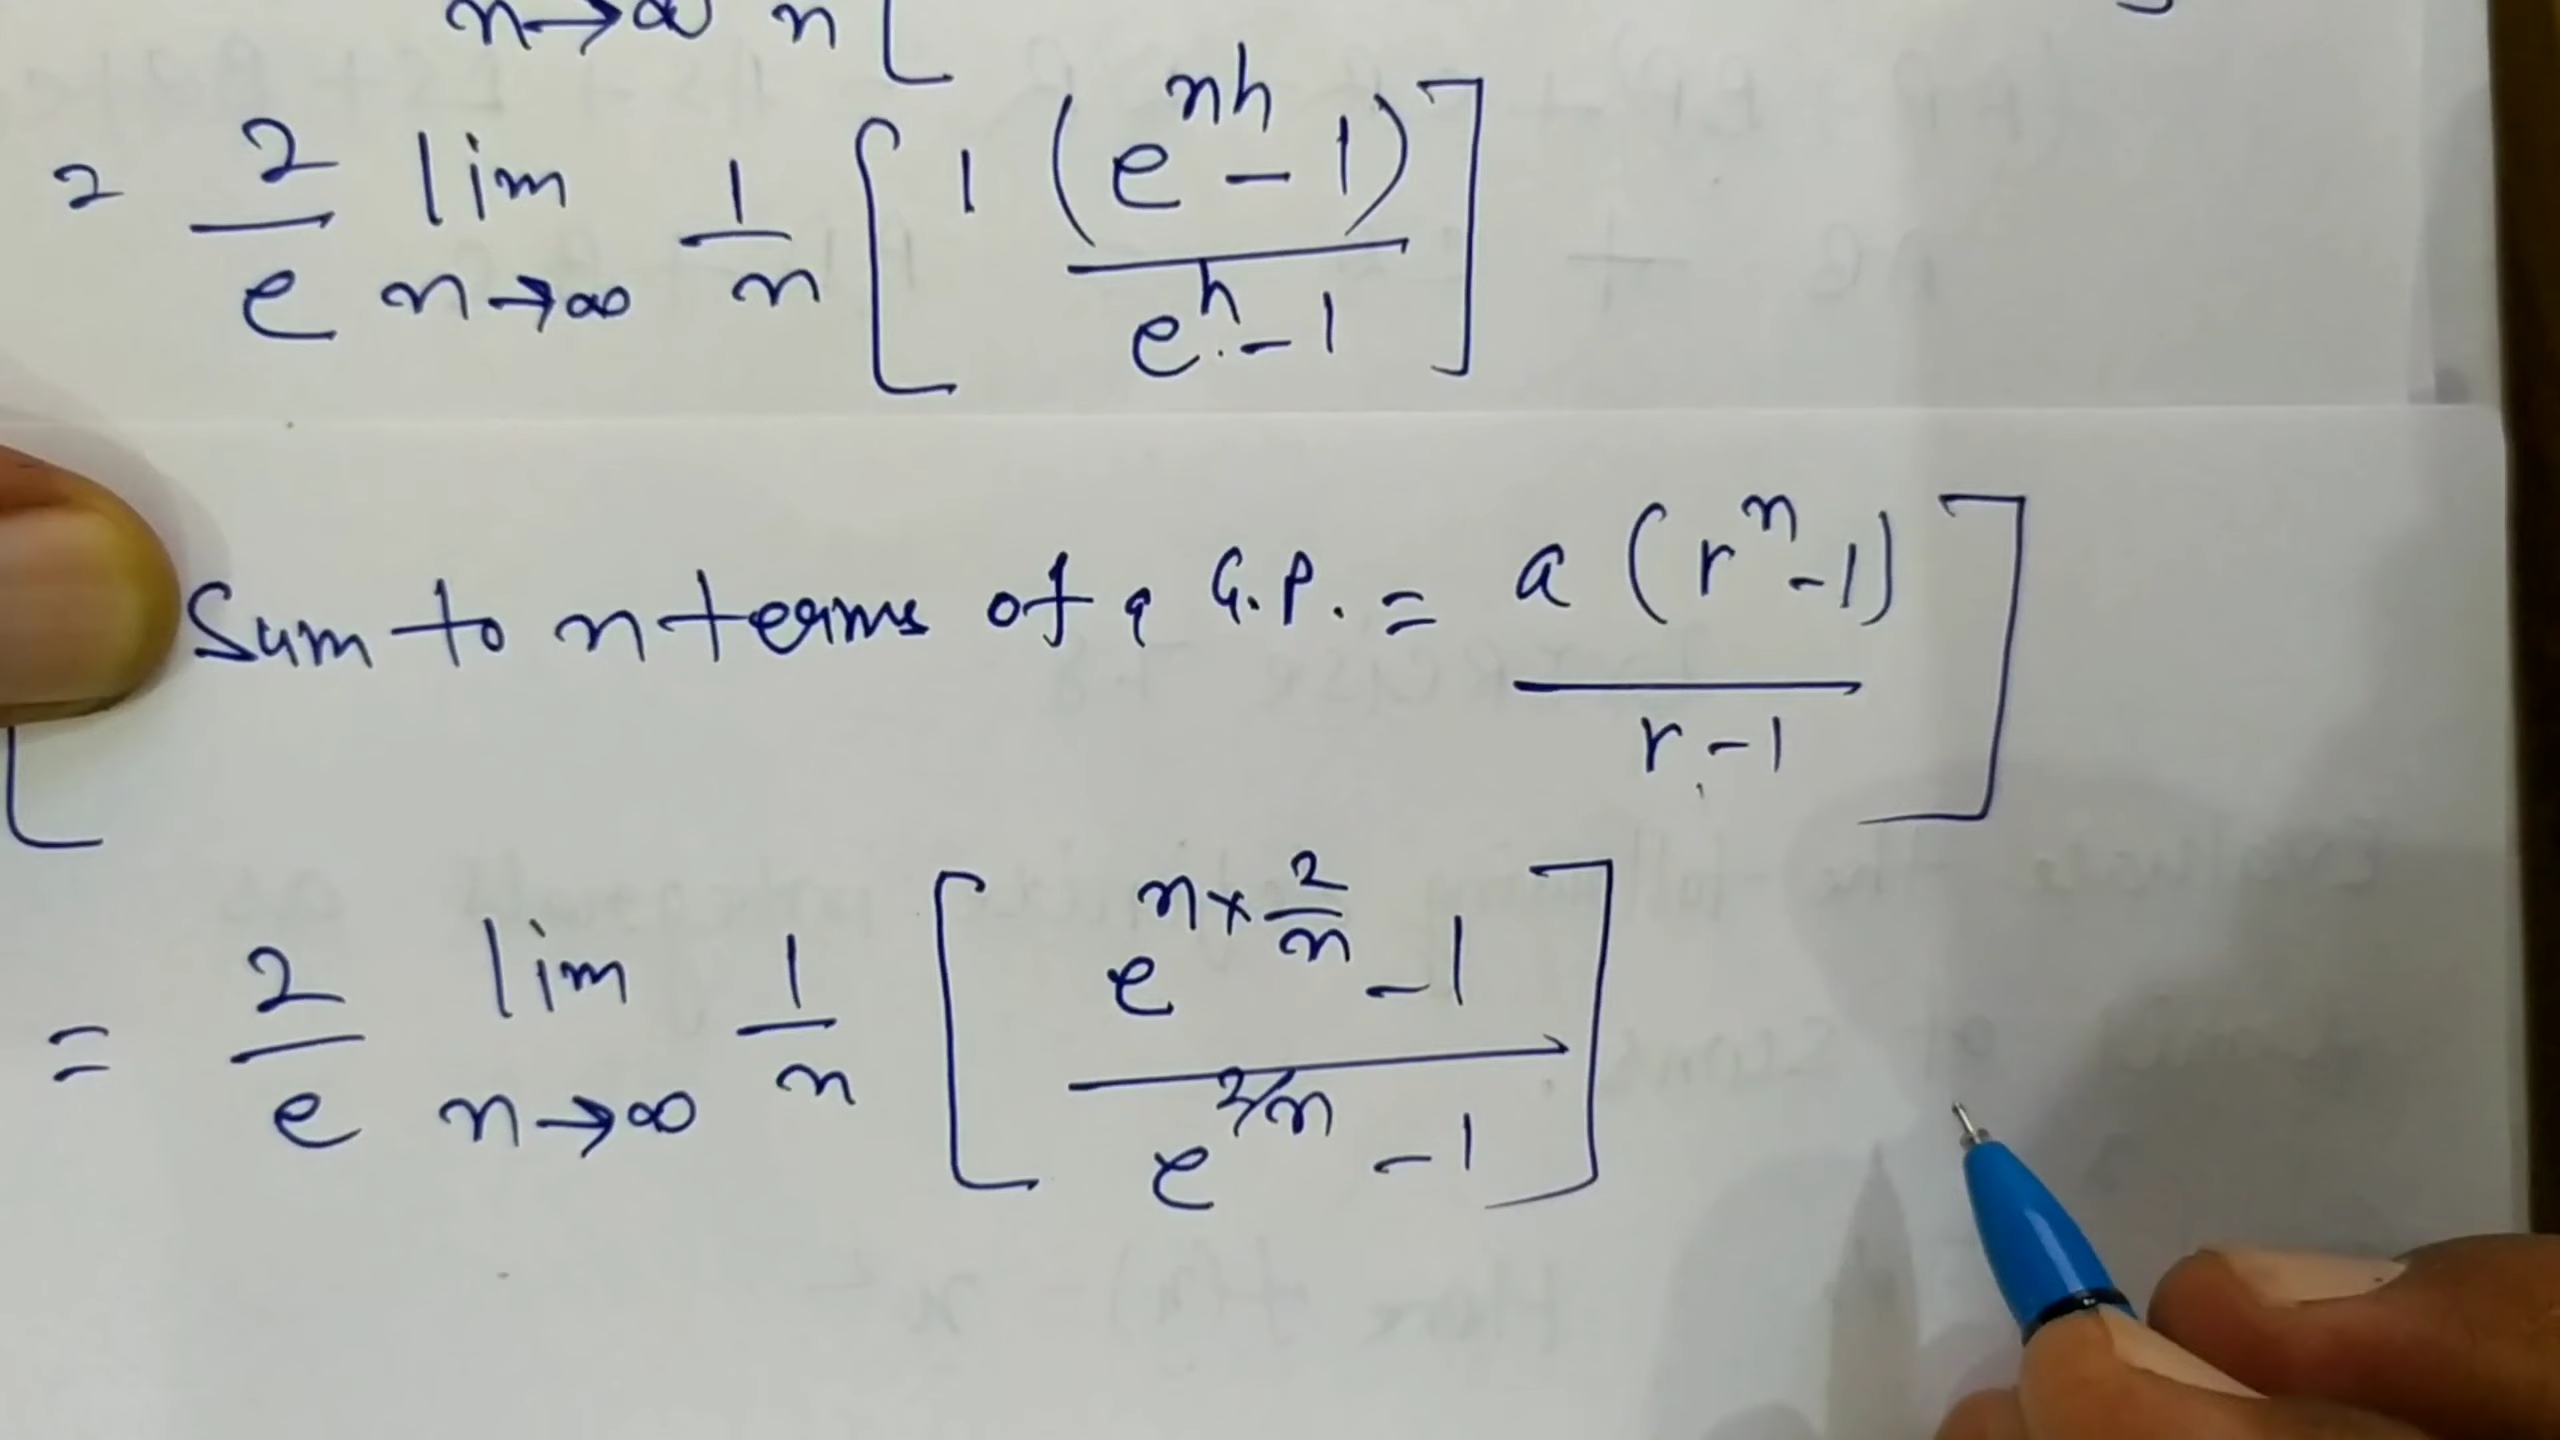 n→∞ n [
= 2/e lim n→∞ 1/n [ 1 (e^nh - 1) / e^h - 1 ]
[ Sum to n terms of a G.P. = a (r^n - 1) / r - 1 ]
= 2/e lim n→∞ 1/n [ e^n×2/n - 1 / e^2/n - 1 ]